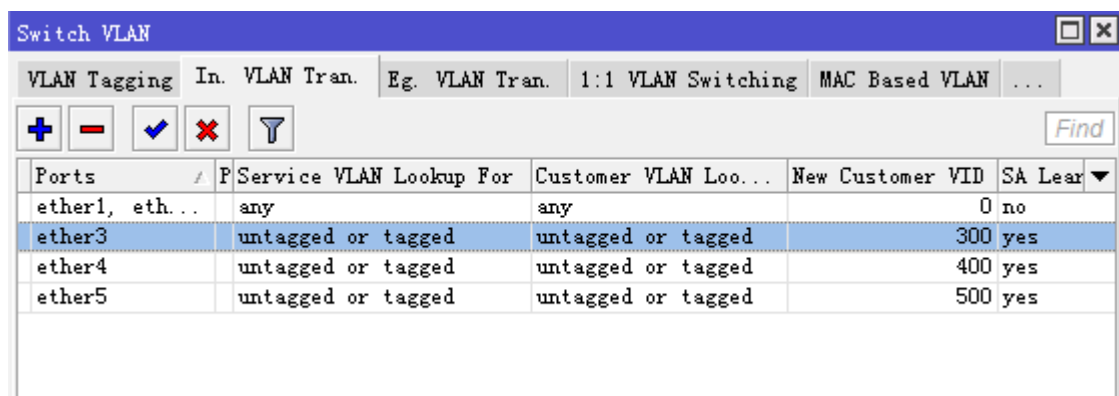 Switch VLAN
VLAN Tagging In. VLAN Tran. Eg. VLAN Tran. 1:1 VLAN Switching MAC Based VLAN ...
Find
Ports P Service VLAN Lookup For Customer VLAN Loo... New Customer VID SA Lear
ether1, eth... any any 0 no
ether3 untagged or tagged untagged or tagged 300 yes
ether4 untagged or tagged untagged or tagged 400 yes
ether5 untagged or tagged untagged or tagged 500 yes